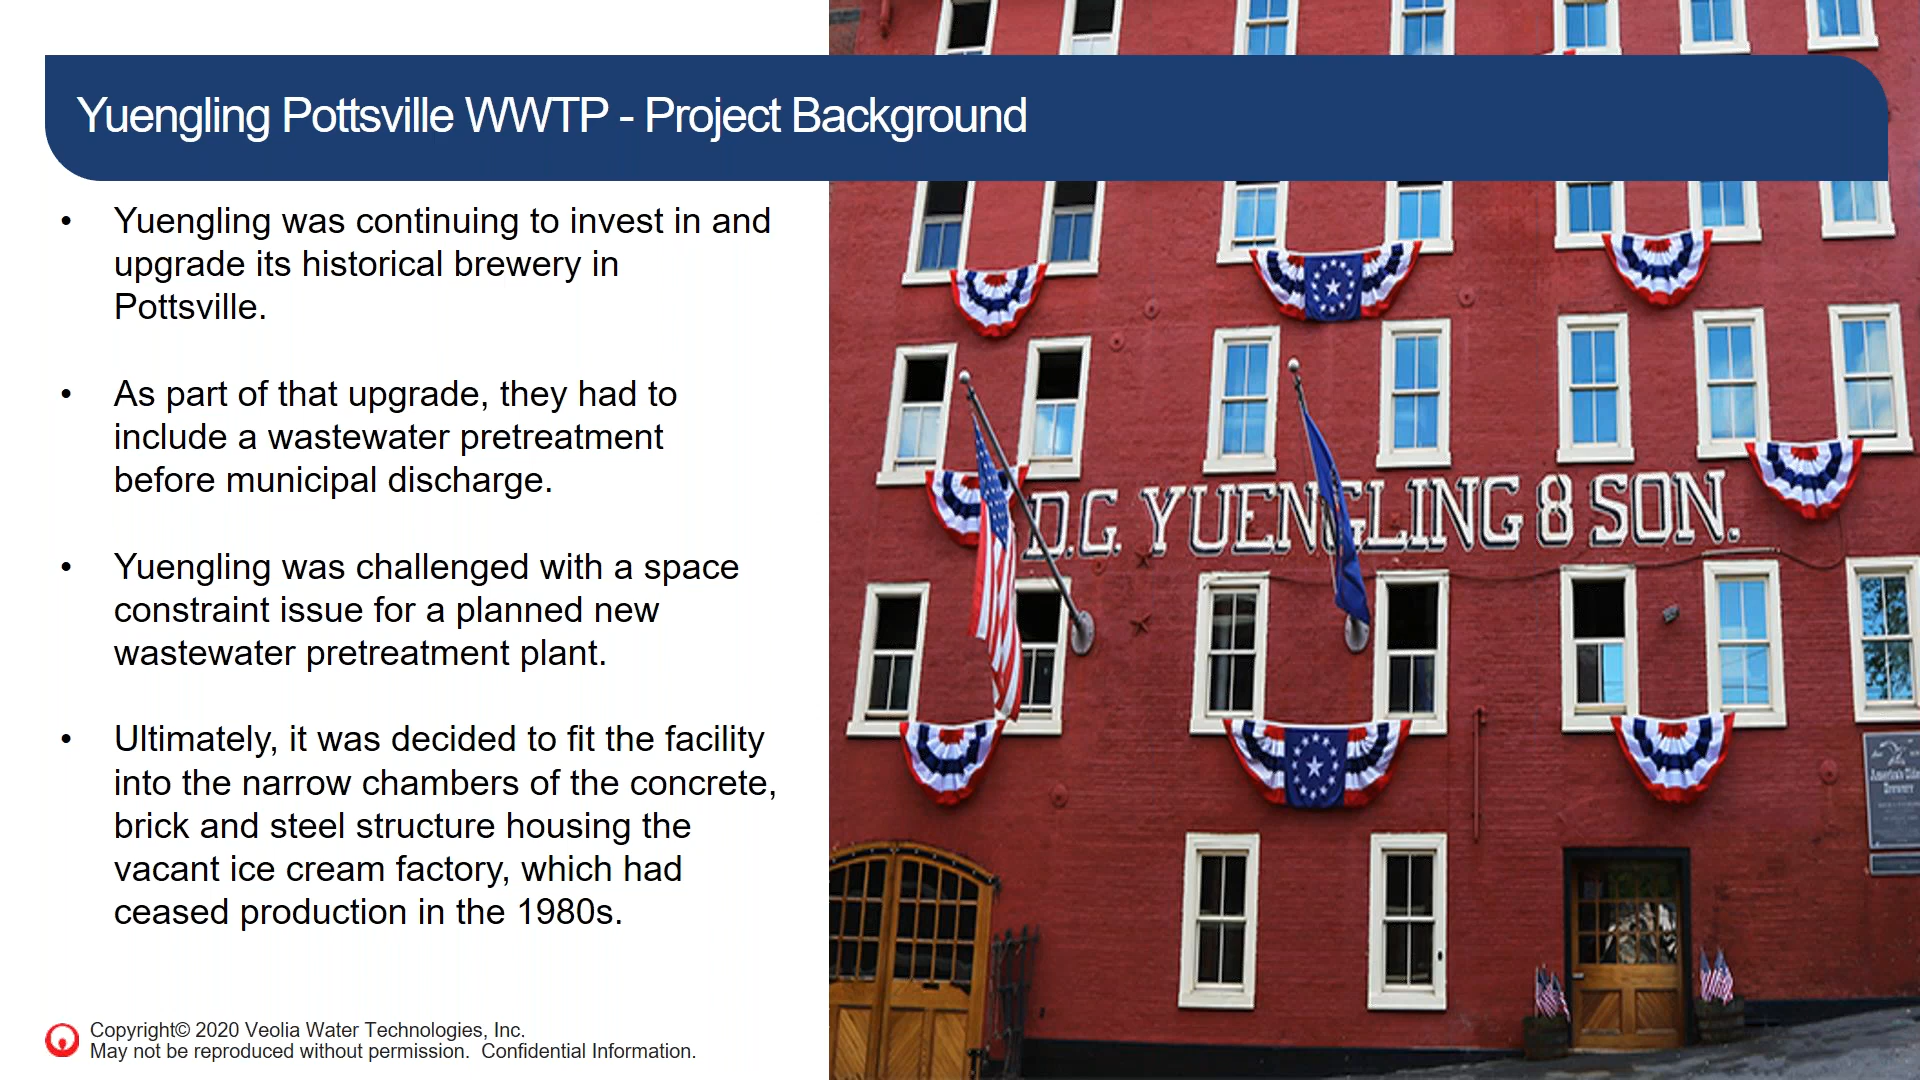 Yuengling Pottsville WWTP - Project Background
• Yuengling was continuing to invest in and
upgrade its historical brewery in
Pottsville.
• As part of that upgrade, they had to
include a wastewater pretreatment
before municipal discharge.
• Yuengling was challenged with a space
constraint issue for a planned new
wastewater pretreatment plant.
• Ultimately, it was decided to fit the facility
into the narrow chambers of the concrete,
brick and steel structure housing the
vacant ice cream factory, which had
ceased production in the 1980s.
D.G. YUENGLING & SON.
America's Oldest
Brewery
Copyright© 2020 Veolia Water Technologies, Inc.
May not be reproduced without permission. Confidential Information.